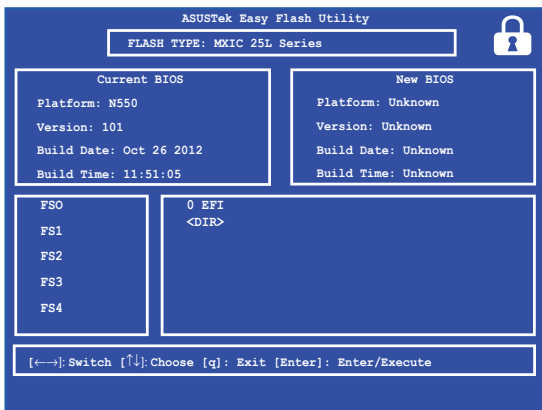 ASUSTek Easy Flash Utility
FLASH TYPE: MXIC 25L Series
Current BIOS
Platform: N550
Version: 101
Build Date: Oct 26 2012
Build Time: 11:51:05
New BIOS
Platform: Unknown
Version: Unknown
Build Date: Unknown
Build Time: Unknown
FSO
FS1
FS2
FS3
FS4
0 EFI
<DIR>
[←→]: Switch [↑↓]: Choose [q]: Exit [Enter]: Enter/Execute